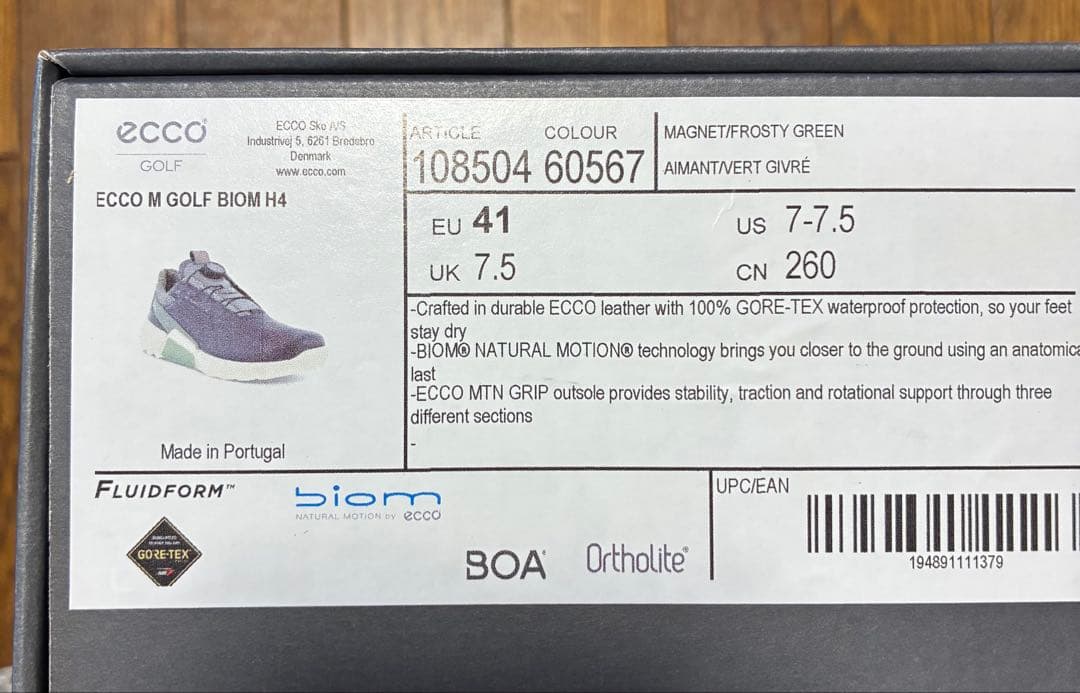 ecco
GOLF
ECCO Sko A/S
Industrivej 5, 6261 Bredebro
Denmark
www.ecco.com
ECCO M GOLF BIOM H4
Made in Portugal
ARTICLE COLOUR
108504 60567
MAGNET/FROSTY GREEN
AIMANT/VERT GIVRÉ
EU 41 US 7-7.5
UK 7.5 CN 260
-Crafted in durable ECCO leather with 100% GORE-TEX waterproof protection, so your feet
stay dry
-BIOM® NATURAL MOTION® technology brings you closer to the ground using an anatomica
last
-ECCO MTN GRIP outsole provides stability, traction and rotational support through three
different sections
-
FLUIDFORM™
biom
NATURAL MOTION BY ecco
GORE-TEX
BOA
Ortholite®
UPC/EAN
194891111379